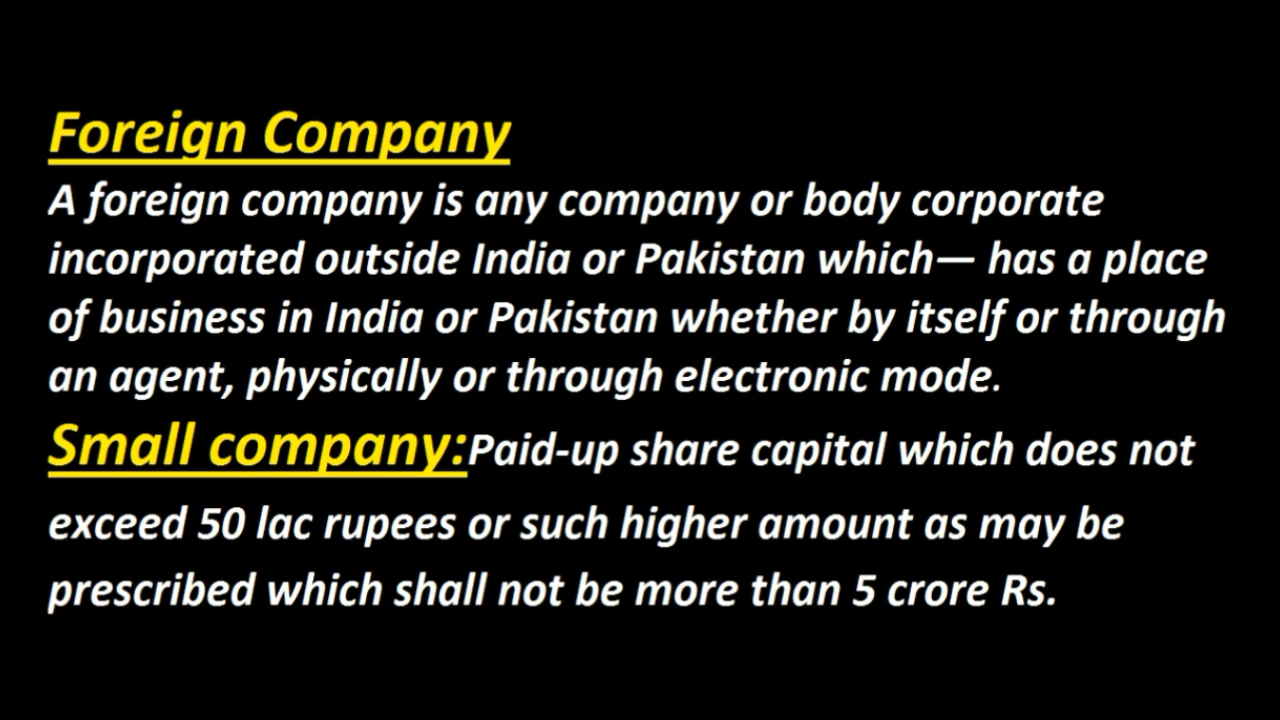 Foreign Company
A foreign company is any company or body corporate
incorporated outside India or Pakistan which— has a place
of business in India or Pakistan whether by itself or through
an agent, physically or through electronic mode.
Small company:Paid-up share capital which does not
exceed 50 lac rupees or such higher amount as may be
prescribed which shall not be more than 5 crore Rs.